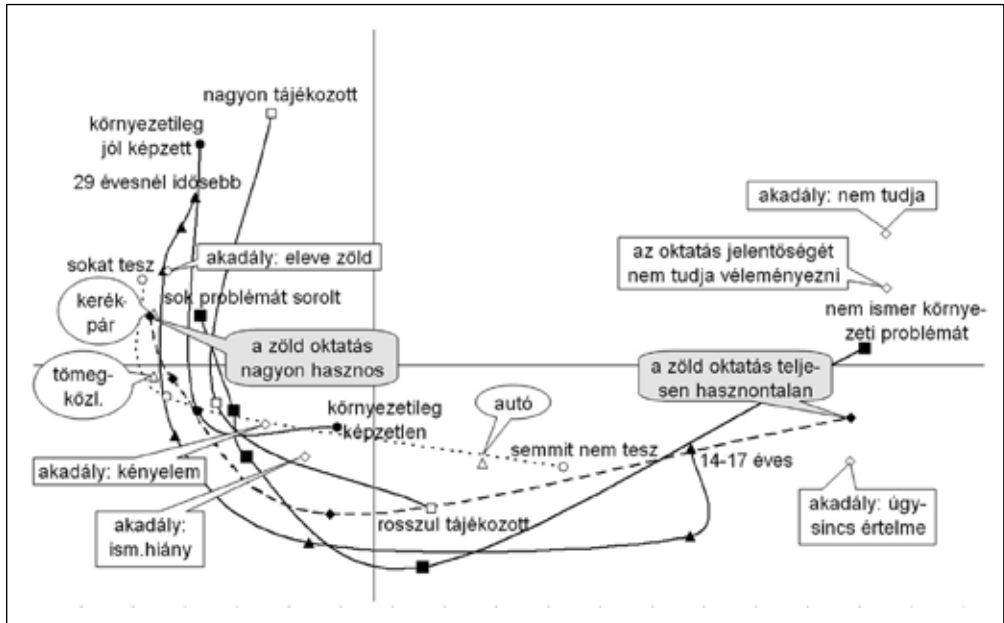 nagyon tájékozott
környezetileg
jól képzett
29 évesnél idősebb
akadály: nem tudja
akadály: eleve zöld
sokat tesz
az oktatás jelentőségét
nem tudja véleményezni
kerék-
pár
sok problémát sorolt
nem ismer környe-
zeti problémát
a zöld oktatás
nagyon hasznos
a zöld oktatás telje-
sen hasznontalan
tömeg-
közl.
autó
környezetileg
képzetlen
semmit nem tesz
14-17 éves
akadály: kényelem
akadály:
ism.hiány
rosszul tájékozott
akadály: úgy-
sincs értelme